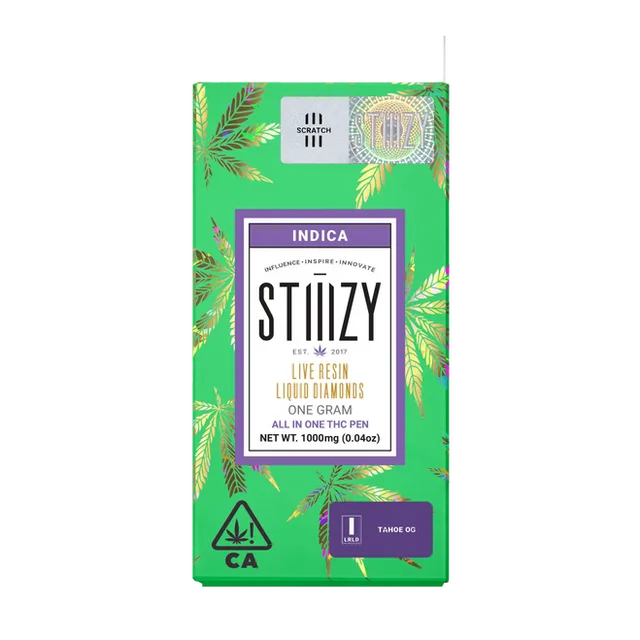 SCRATCH
STIIIZY
INDICA
INFLUENCE • INSPIRE • INNOVATE
STIIIZY
EST. 2017
LIVE RESIN
LIQUID DIAMONDS
ONE GRAM
ALL IN ONE THC PEN
NET WT. 1000mg (0.04oz)
I
LRLD
TAHOE OG
!
CA